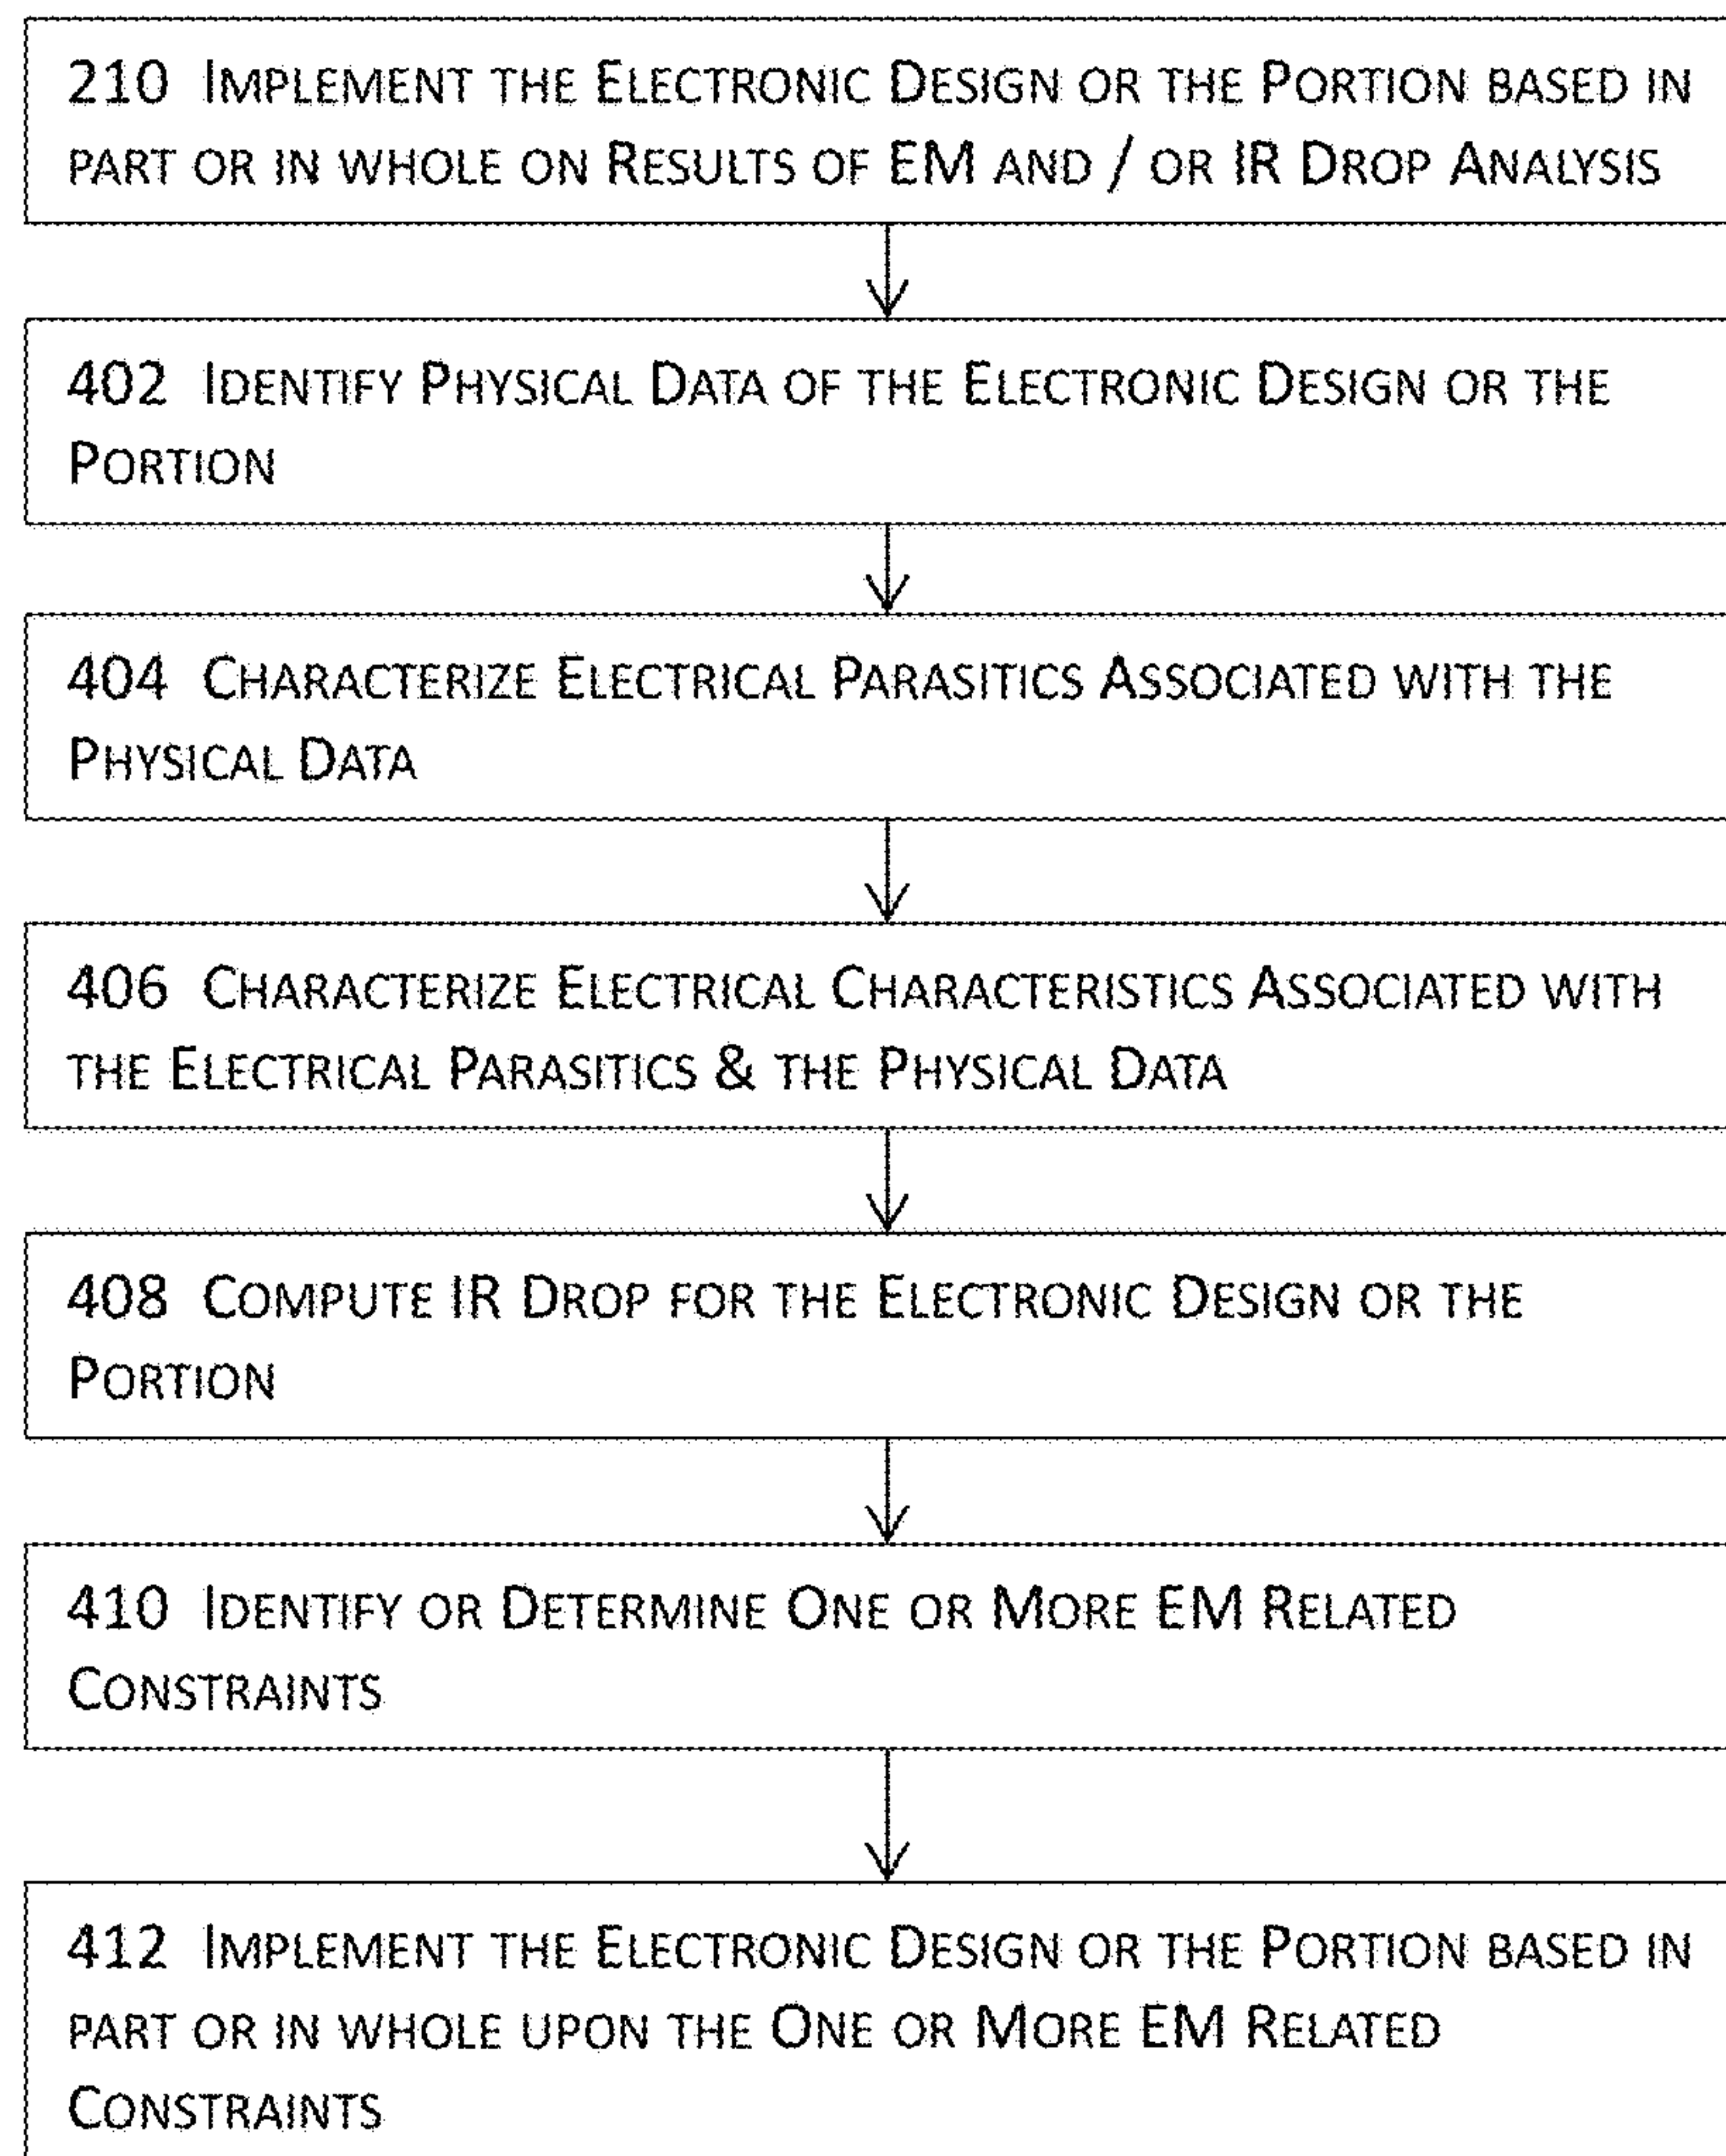 210 IMPLEMENT THE ELECTRONIC DESIGN OR THE PORTION BASED IN
PART OR IN WHOLE ON RESULTS OF EM AND / OR IR DROP ANALYSIS
402 IDENTIFY PHYSICAL DATA OF THE ELECTRONIC DESIGN OR THE
PORTION
404 CHARACTERIZE ELECTRICAL PARASITICS ASSOCIATED WITH THE
PHYSICAL DATA
406 CHARACTERIZE ELECTRICAL CHARACTERISTICS ASSOCIATED WITH
THE ELECTRICAL PARASITICS & THE PHYSICAL DATA
408 COMPUTE IR DROP FOR THE ELECTRONIC DESIGN OR THE
PORTION
410 IDENTIFY OR DETERMINE ONE OR MORE EM RELATED
CONSTRAINTS
412 IMPLEMENT THE ELECTRONIC DESIGN OR THE PORTION BASED IN
PART OR IN WHOLE UPON THE ONE OR MORE EM RELATED
CONSTRAINTS